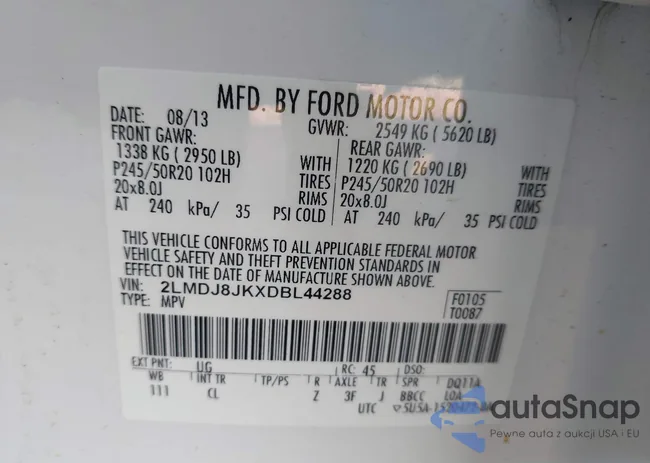 MFD. BY FORD MOTOR CO.
DATE: 08/13 GVWR: 2549 KG ( 5620 LB)
FRONT GAWR: REAR GAWR:
1338 KG ( 2950 LB) WITH 1220 KG ( 2690 LB) WITH
P245/50R20 102H TIRES P245/50R20 102H TIRES
20x8.0J RIMS 20x8.0J RIMS
AT 240 kPa/ 35 PSI COLD AT 240 kPa/ 35 PSI COLD
THIS VEHICLE CONFORMS TO ALL APPLICABLE FEDERAL MOTOR
VEHICLE SAFETY AND THEFT PREVENTION STANDARDS IN
EFFECT ON THE DATE OF MANUFACTURE SHOWN ABOVE.
VIN: 2LMDJ8JKXDBL44288 F0105
TYPE: MPV T0087
EXT PNT: UG RC: 45 DSO:
WB INT TR TP/PS R AXLE TR SPR DQ11A
111 CL Z 3F J BBCC LOA
UTC
autaSnap
Pewne auta z aukcji USA i EU